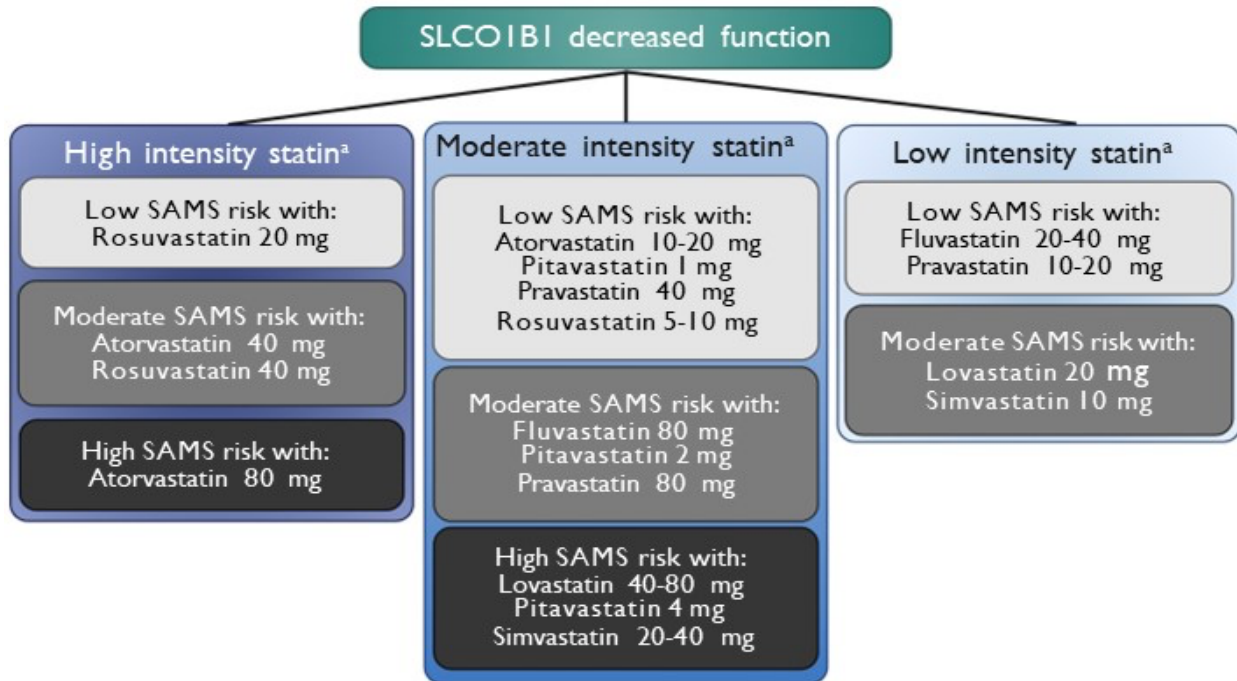 SLCO1B1 decreased function
High intensity statinᵃ
Low SAMS risk with:
Rosuvastatin 20 mg
Moderate SAMS risk with:
Atorvastatin 40 mg
Rosuvastatin 40 mg
High SAMS risk with:
Atorvastatin 80 mg
Moderate intensity statinᵃ
Low SAMS risk with:
Atorvastatin 10-20 mg
Pitavastatin 1 mg
Pravastatin 40 mg
Rosuvastatin 5-10 mg
Moderate SAMS risk with:
Fluvastatin 80 mg
Pitavastatin 2 mg
Pravastatin 80 mg
High SAMS risk with:
Lovastatin 40-80 mg
Pitavastatin 4 mg
Simvastatin 20-40 mg
Low intensity statinᵃ
Low SAMS risk with:
Fluvastatin 20-40 mg
Pravastatin 10-20 mg
Moderate SAMS risk with:
Lovastatin 20 mg
Simvastatin 10 mg